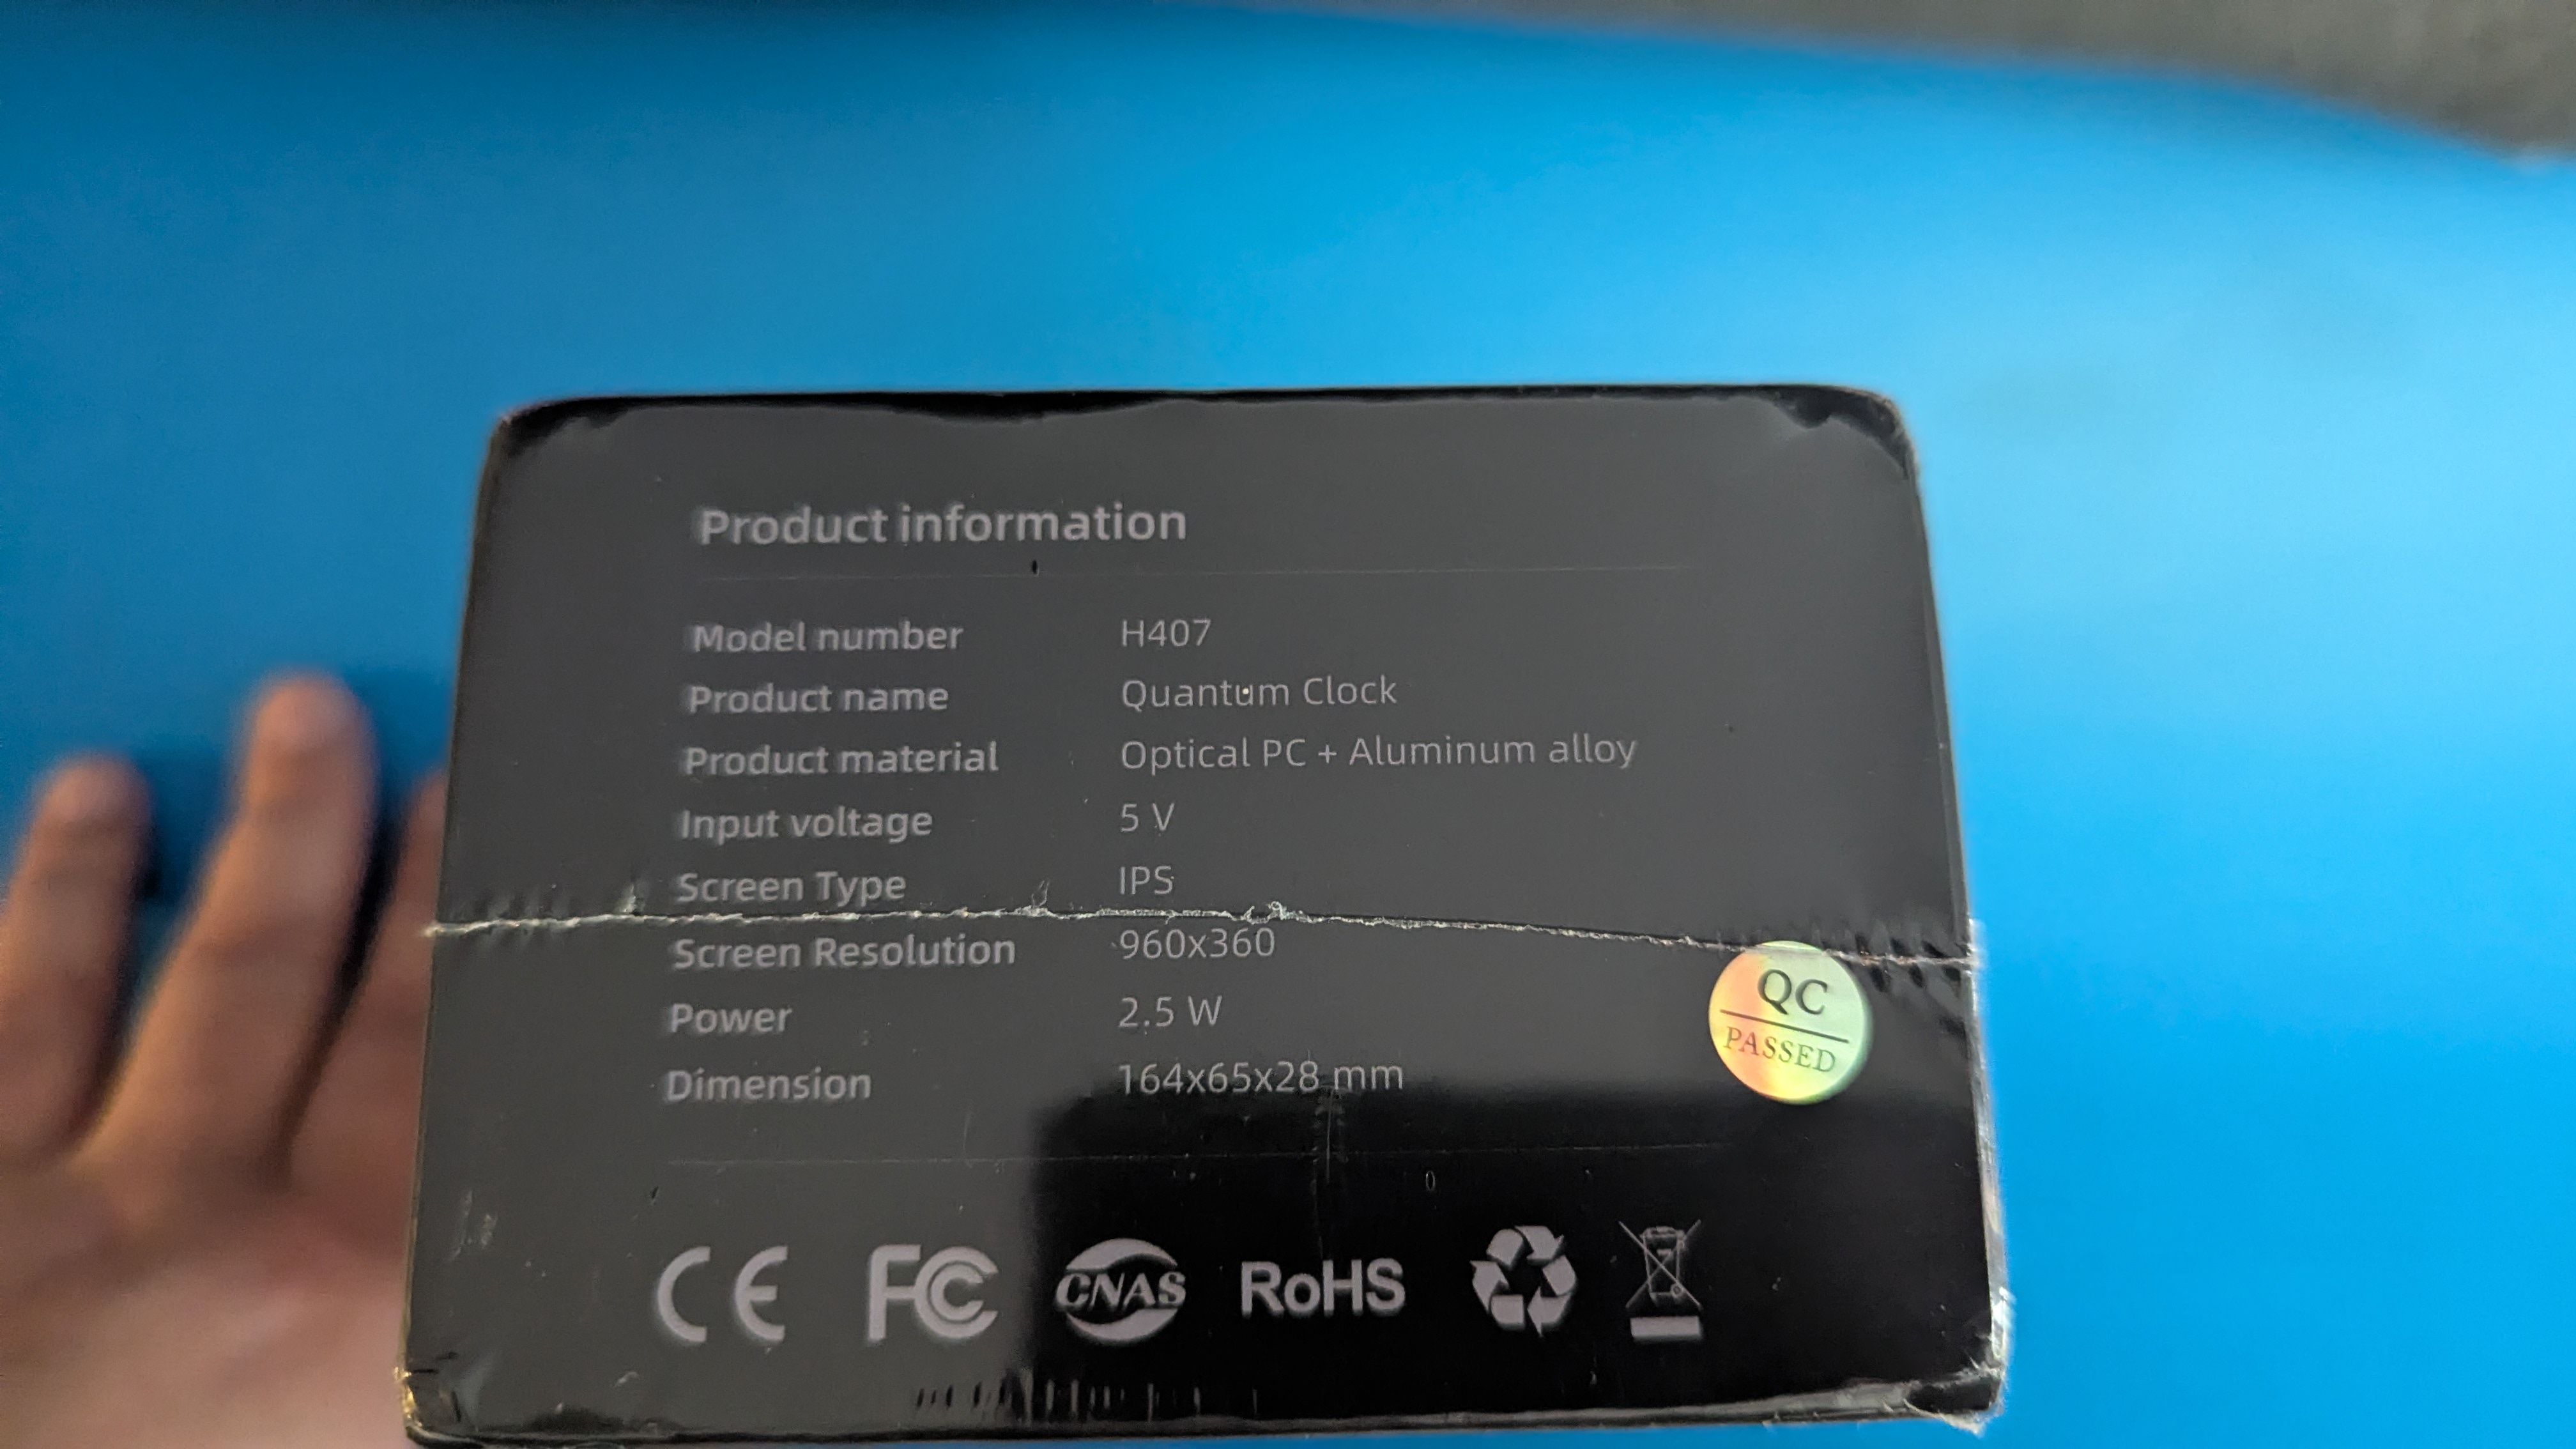 Product information
Model number H407
Product name Quantum Clock
Product material Optical PC + Aluminum alloy
Input voltage 5 V
Screen Type IPS
Screen Resolution 960x360
Power 2.5 W
Dimension 164x65x28 mm
QC
PASSED
CE FC CNAS RoHS